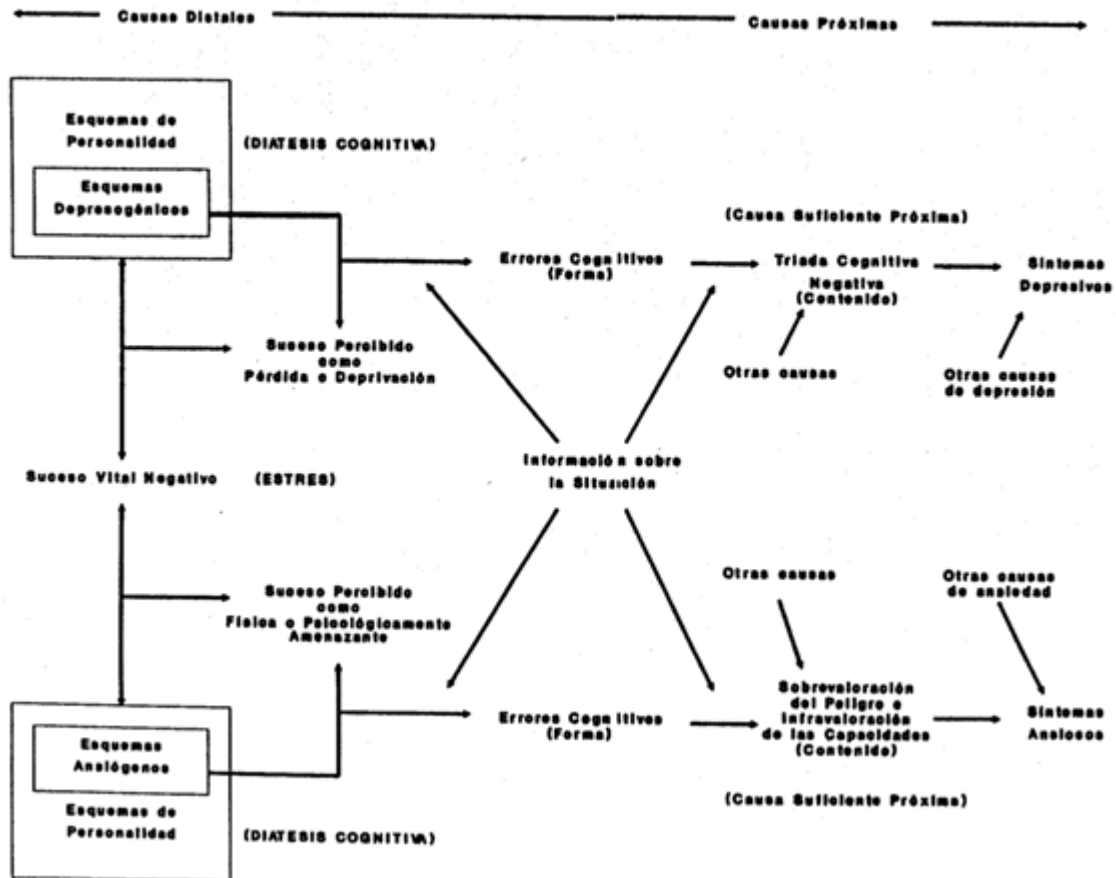 Causas Distales
Causas Próximas
Esquemas de
Personalidad
(DIATESIS COGNITIVA)
Esquemas
Depresogénicos
(Causa Suficiente Próxima)
Errores Cognitivos
(Forma)
Triada Cognitiva
Negativa
(Contenido)
Síntomas
Depresivos
Suceso Percibido
como
Pérdida o Deprivación
Otras causas
Otras causas
de depresión
Suceso Vital Negativo
(ESTRES)
Información sobre
la Situación
Suceso Percibido
como
Física o Psicológicamente
Amenazante
Otras causas
Otras causas
de ansiedad
Errores Cognitivos
(Forma)
Sobrevaloración
del Peligro e
Infravaloración
de las Capacidades
(Contenido)
Síntomas
Ansiosos
Esquemas
Ansiógenos
Esquemas de
Personalidad
(DIATESIS COGNITIVA)
(Causa Suficiente Próxima)